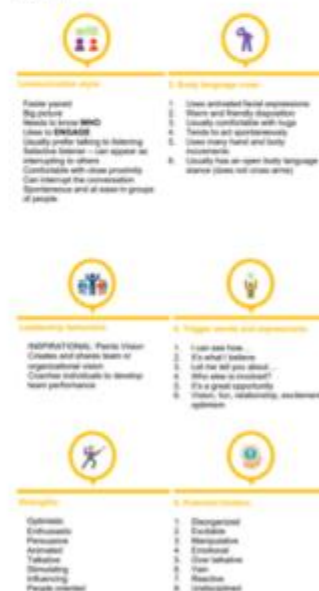 Communication style:
Faster paced
Big picture
Needs to know WHO
Likes to ENGAGE
Usually prefer talking to listening
Selective listener – can appear as
interrupting to others
Comfortable with close proximity
Can interrupt the conversation
Spontaneous and at ease in groups
of people
2. Body language cues:
1. Uses animated facial expressions
2. Warm and friendly disposition
3. Usually comfortable with hugs
4. Tends to act spontaneously
5. Uses many hand and body
movements
6. Usually has an open body language
stance (does not cross arms)
Leadership behaviors
INSPIRATIONAL: Paints Vision
Creates and shares team or
organizational vision
Coaches individuals to develop
team performance
4. Trigger words and expressions:
1. I can see how...
2. It's what I believe
3. Let me tell you about...
4. Who else is involved?
5. It's a great opportunity
6. Vision, fun, relationship, excitement,
optimism
Strengths:
Optimistic
Enthusiastic
Persuasive
Animated
Talkative
Stimulating
Influencing
People oriented
1. Disorganized
2. Excitable
3. Manipulative
4. Emotional
5. Over talkative
6. Vain
7. Reactive
8. Undisciplined